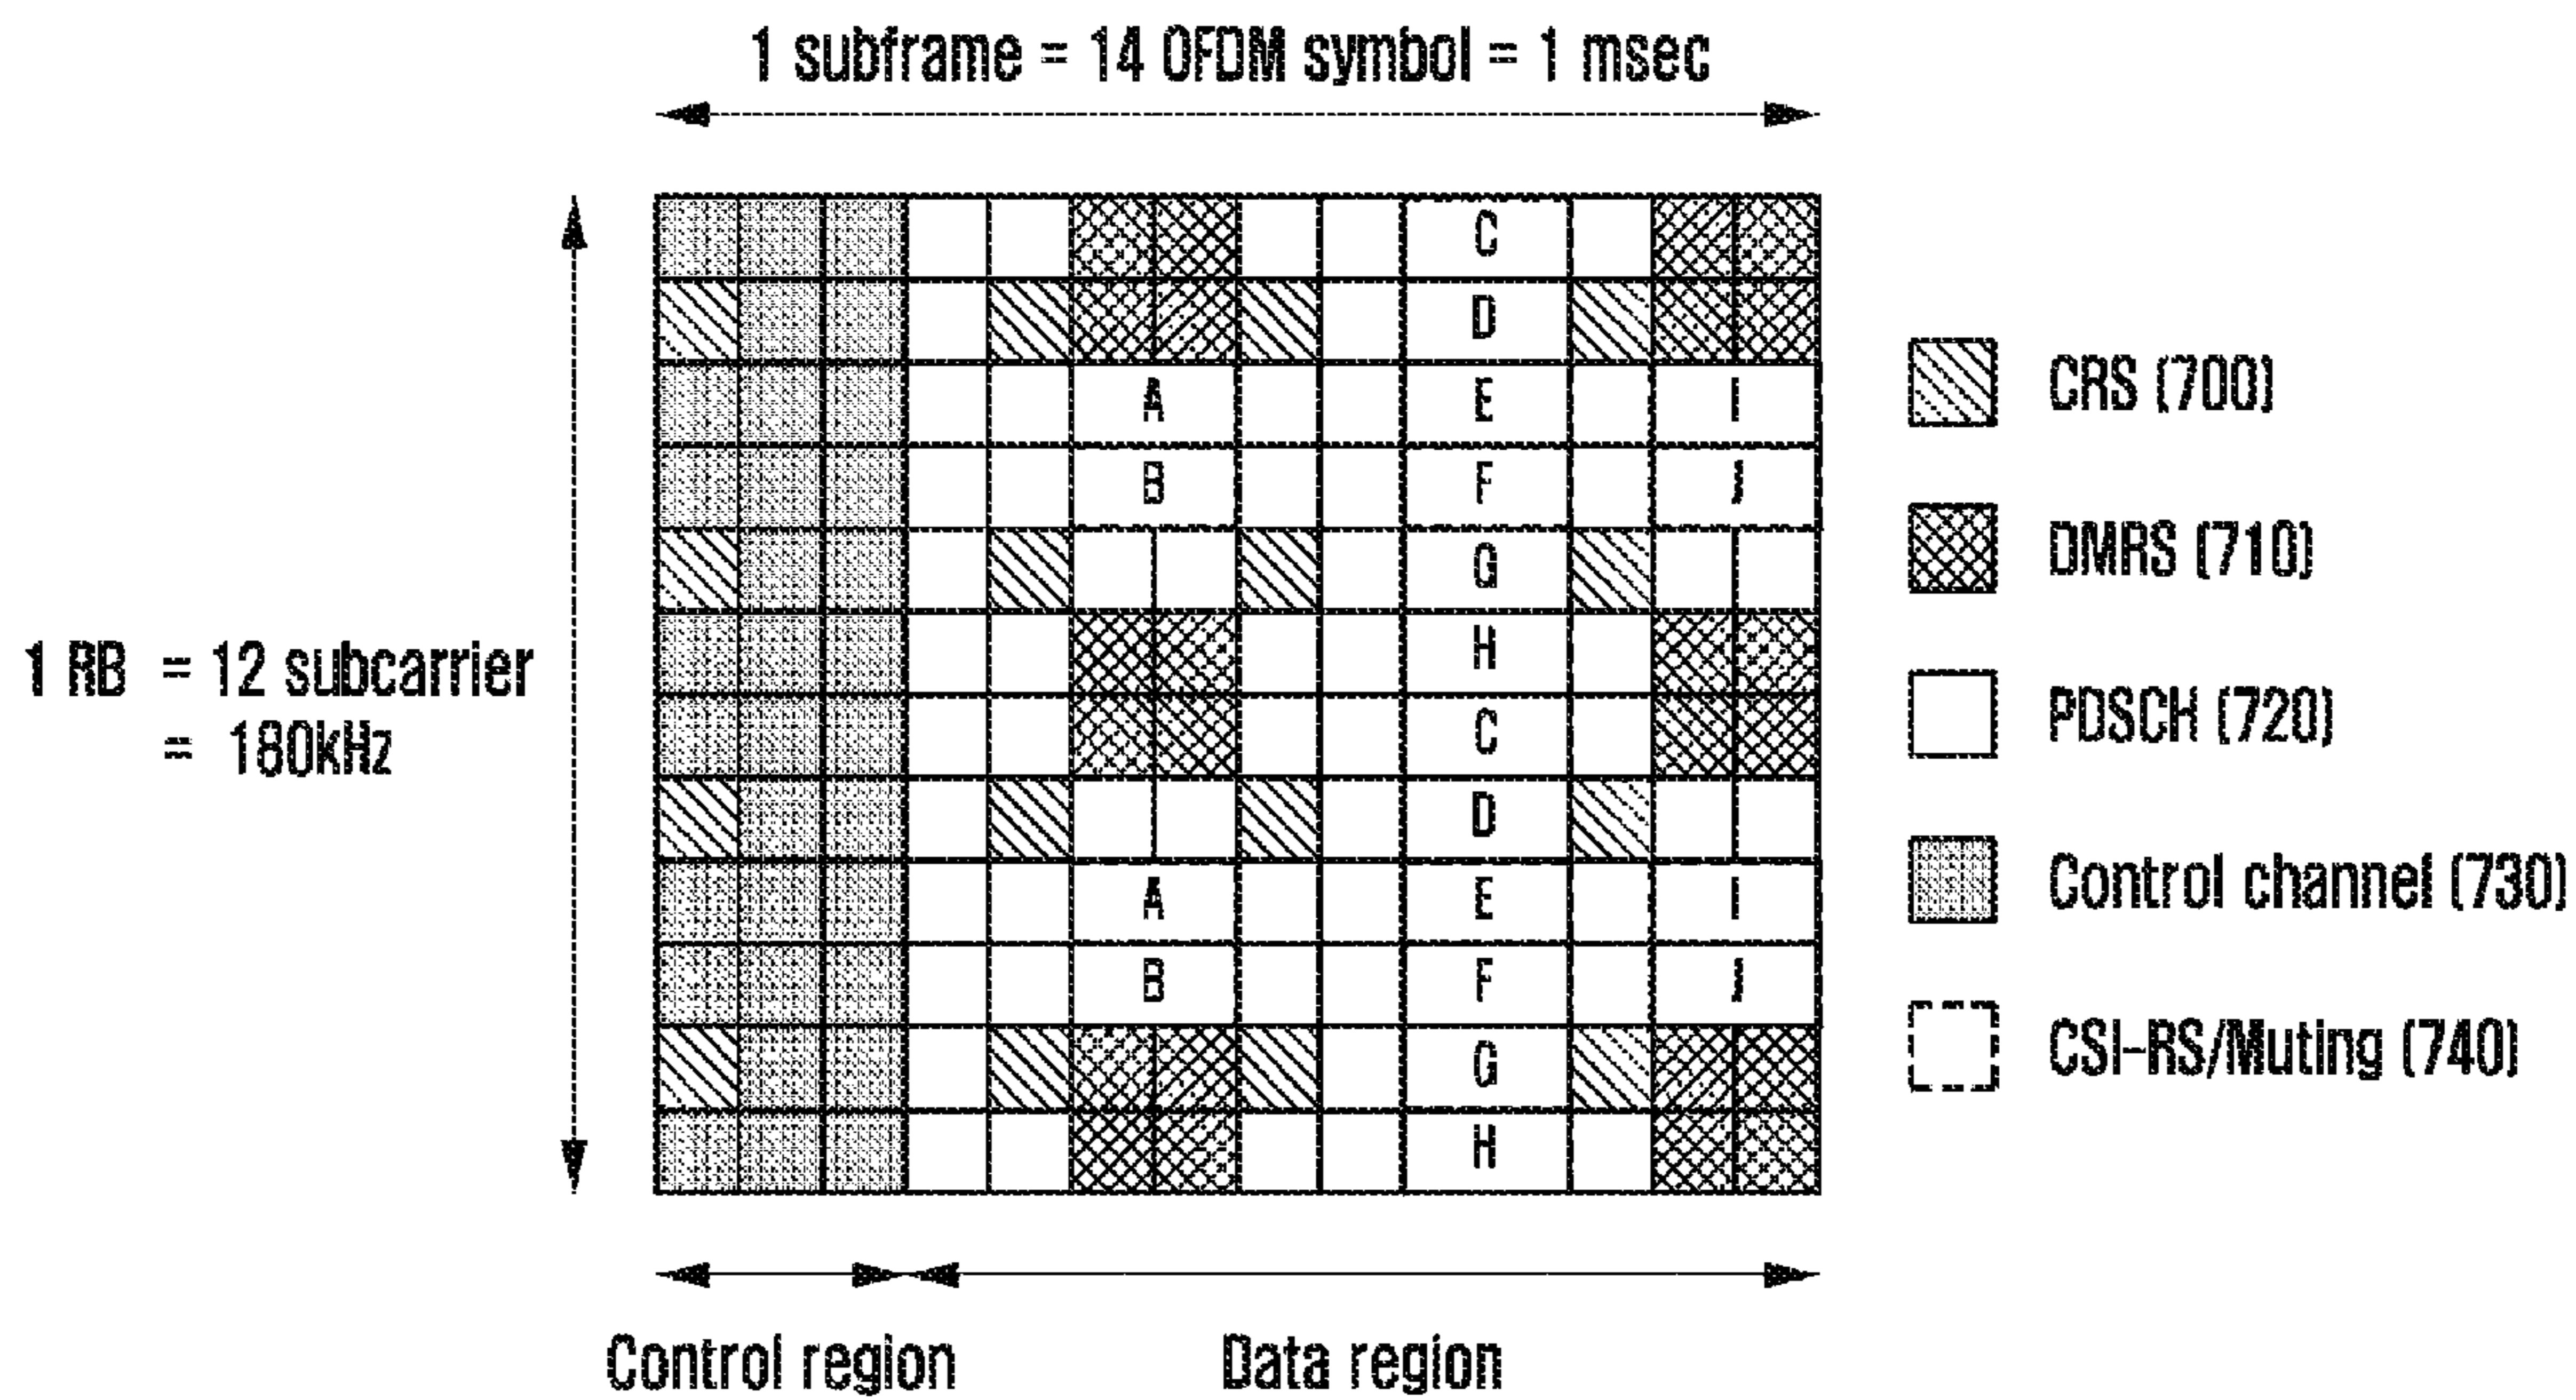 1 subframe = 14 OFDM symbol = 1 msec
C
D
A E I
B F J
G
H
C
D
A E I
B F J
G
H
1 RB = 12 subcarrier
= 180kHz
CRS (700)
DMRS (710)
PDSCH (720)
Control channel (730)
CSI-RS/Muting (740)
Control region
Data region